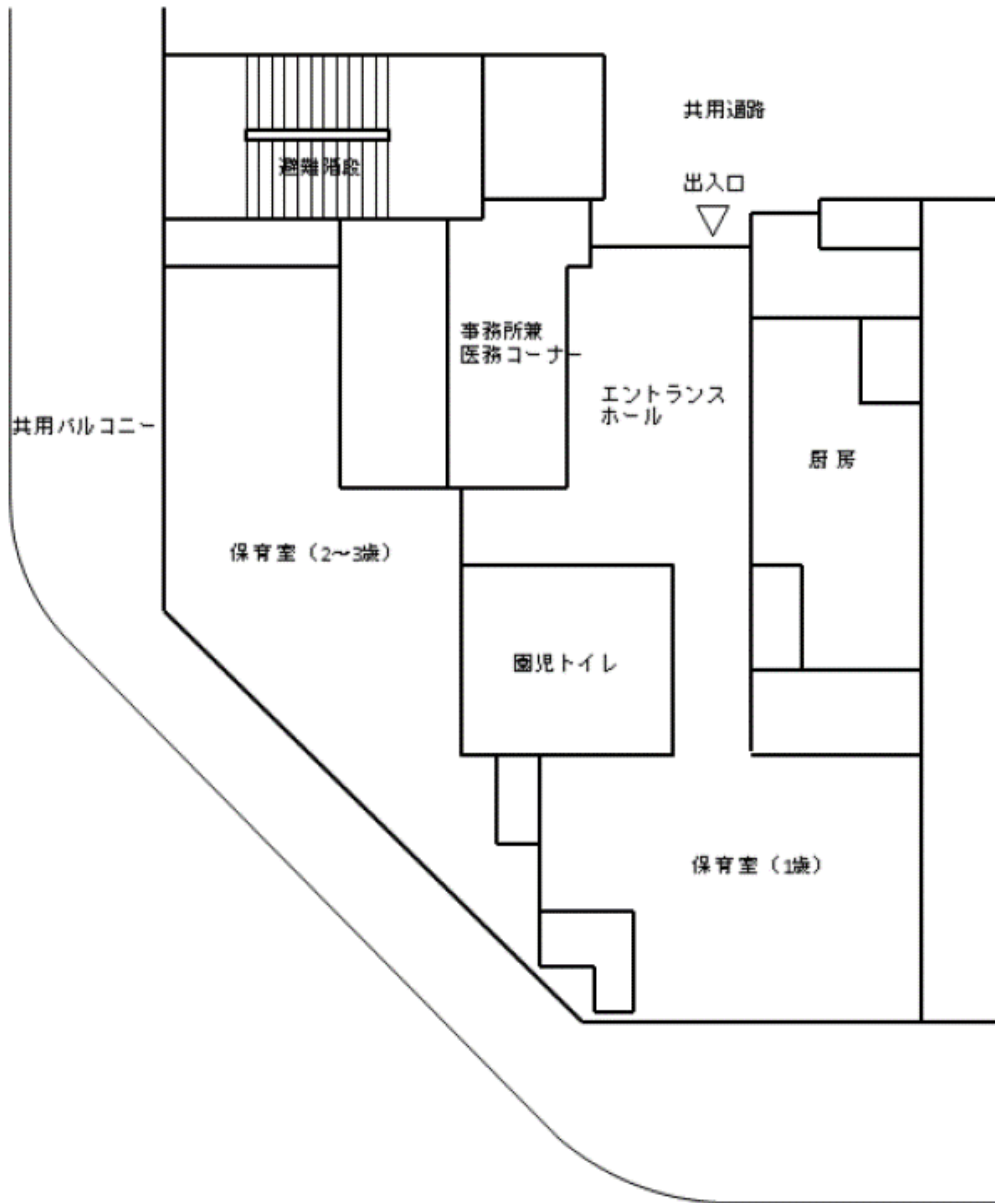 共用通路
避難階段
出入口
事務所兼
医務コーナー
エントランス
ホール
共用バルコニー
厨房
保育室（2～3歳）
園児トイレ
保育室（1歳）